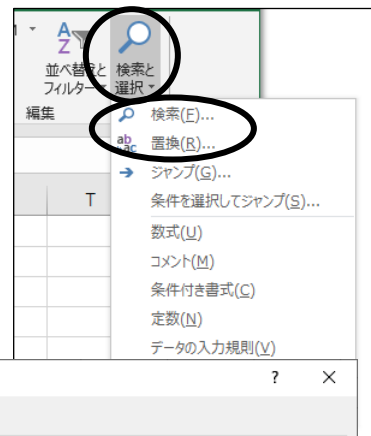 並べ替えと 検索と
フィルター 選択
編集
検索(F)...
置換(R)...
ジャンプ(G)...
条件を選択してジャンプ(S)...
T
数式(U)
コメント(M)
条件付き書式(C)
定数(N)
データの入力規則(V)
? ×